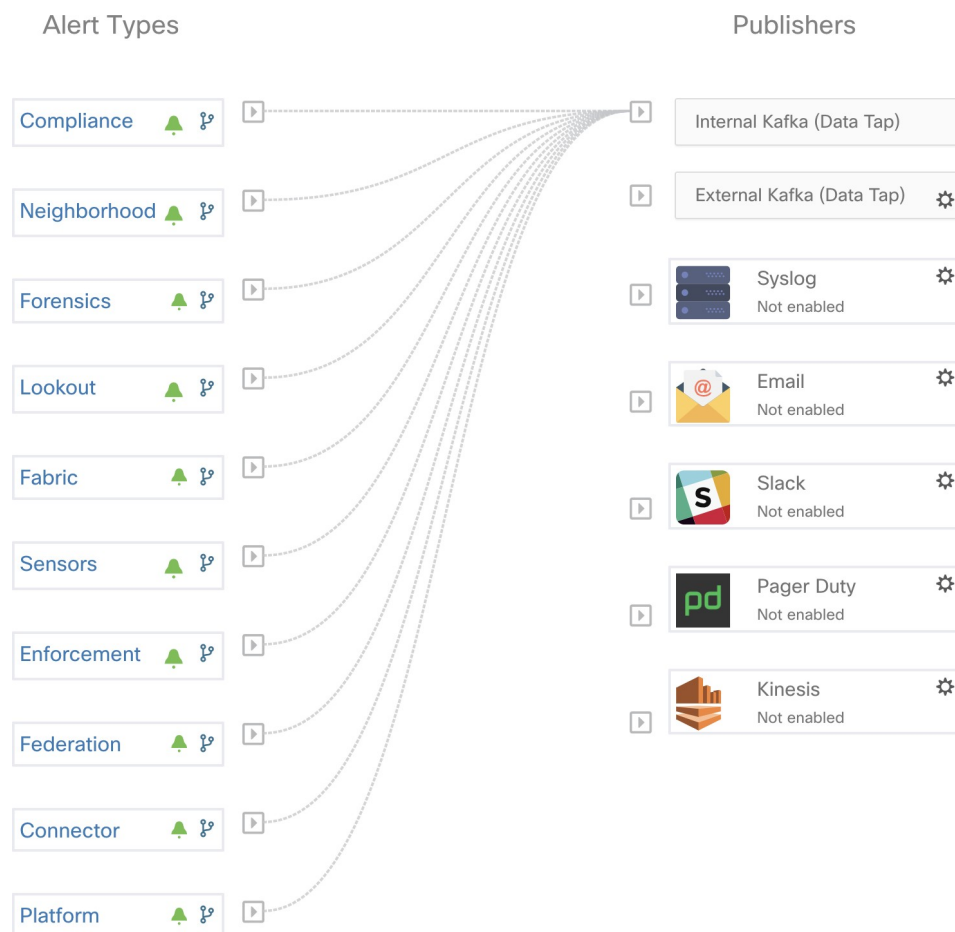 Alert Types
Publishers
Compliance
Neighborhood
Forensics
Lookout
Fabric
Sensors
Enforcement
Federation
Connector
Platform
Internal Kafka (Data Tap)
External Kafka (Data Tap)
Syslog
Not enabled
@
Email
Not enabled
S
Slack
Not enabled
pd
Pager Duty
Not enabled
Kinesis
Not enabled